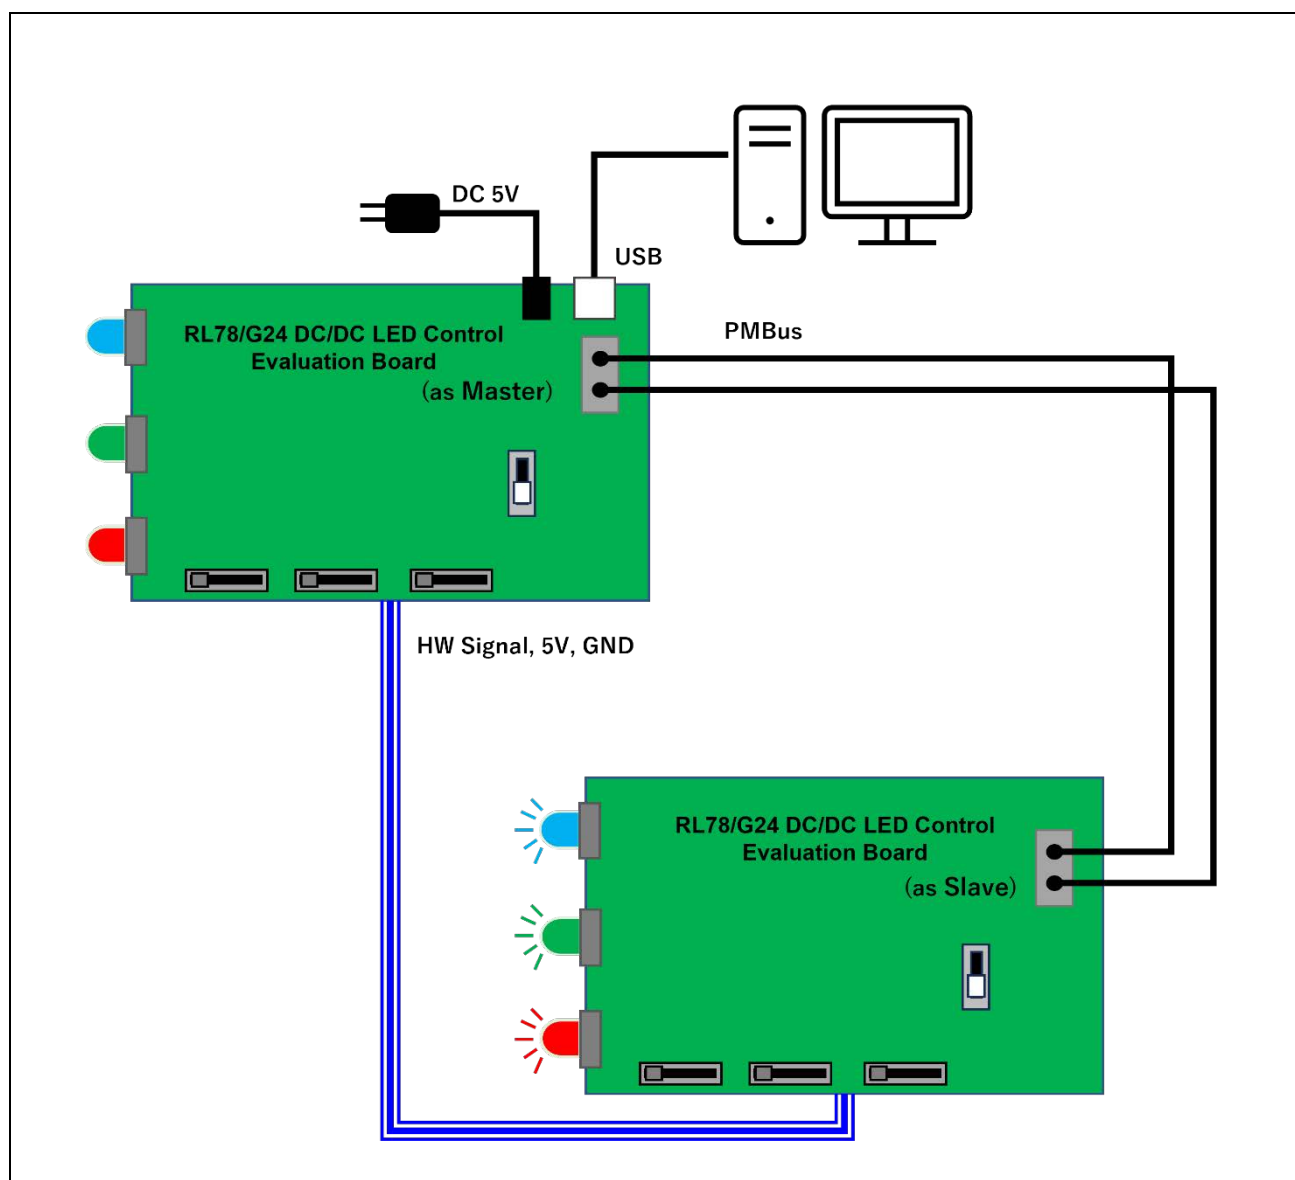 DC 5V
USB
RL78/G24 DC/DC LED Control
Evaluation Board
(as Master)
PMBus
HW Signal, 5V, GND
RL78/G24 DC/DC LED Control
Evaluation Board
(as Slave)